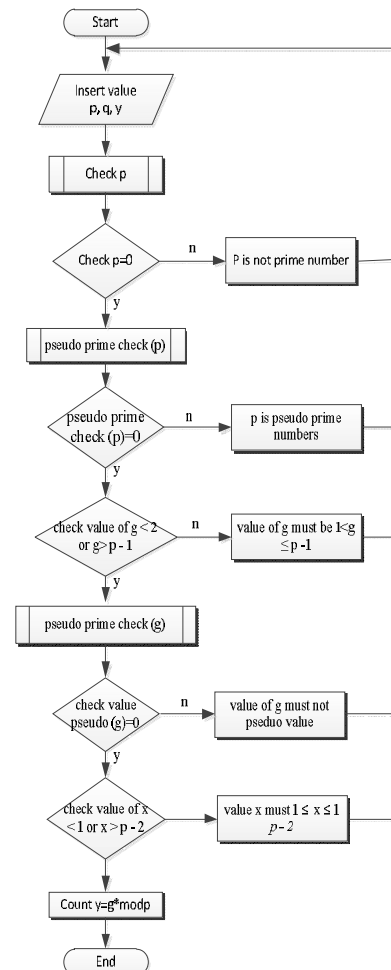 Start
Insert value
p, q, y
Check p
Check p=0
n
P is not prime number
y
pseudo prime check (p)
pseudo prime
check (p)=0
n
p is pseudo prime
numbers
y
check value of g < 2
or g> p - 1
n
value of g must be 1<g
≤ p -1
y
pseudo prime check (g)
check value
pseudo (g)=0
n
value of g must not
pseduo value
y
check value of x
< 1 or x > p - 2
value x must 1 ≤ x ≤ 1
p - 2
Count y=g*modp
End